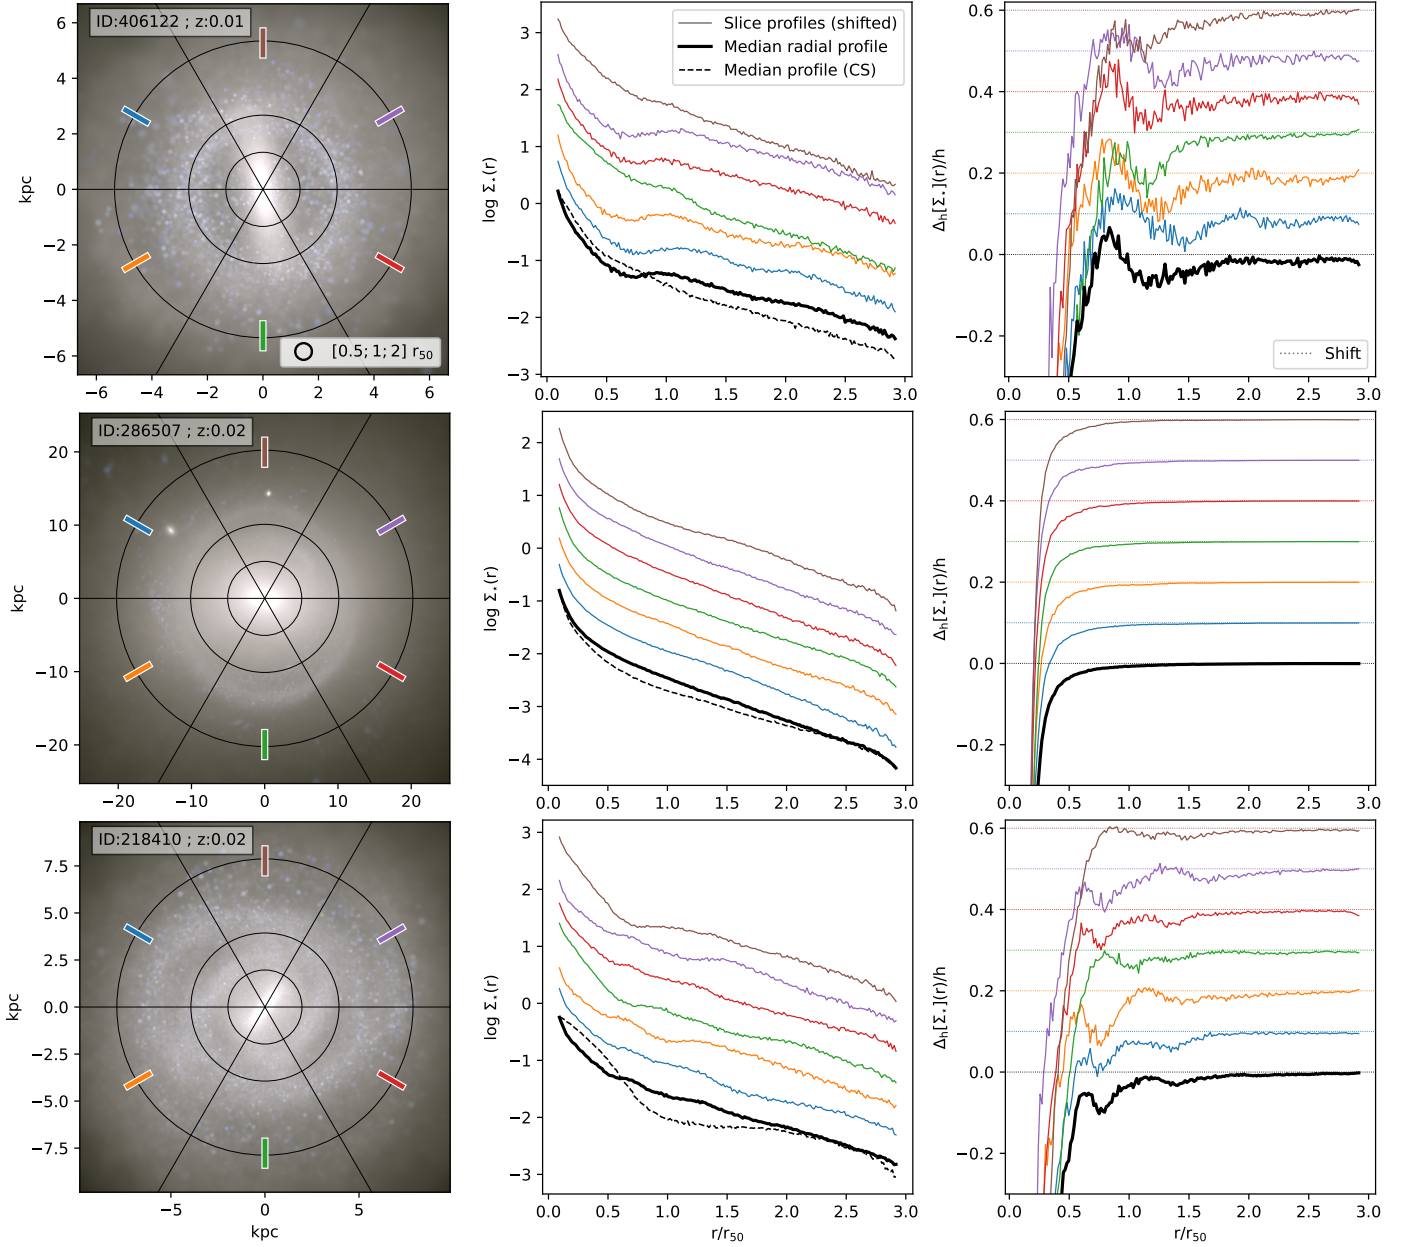 ID:406122 ; z:0.01
6
4
2
0
−2
−4
−6
kpc
−6 −4 −2 0 2 4 6
[0.5; 1; 2] r50
Slice profiles (shifted)
Median radial profile
Median profile (CS)
log Σ⋆(r)
3
2
1
0
−1
−2
−3
0.0 0.5 1.0 1.5 2.0 2.5 3.0
Δh[Σ⋆](r)/h
0.6
0.4
0.2
0.0
−0.2
Shift
0.0 0.5 1.0 1.5 2.0 2.5 3.0
ID:286507 ; z:0.02
20
10
0
−10
−20
kpc
−20 −10 0 10 20
log Σ⋆(r)
2
1
0
−1
−2
−3
−4
0.0 0.5 1.0 1.5 2.0 2.5 3.0
Δh[Σ⋆](r)/h
0.6
0.4
0.2
0.0
−0.2
0.0 0.5 1.0 1.5 2.0 2.5 3.0
ID:218410 ; z:0.02
7.5
5.0
2.5
0.0
−2.5
−5.0
−7.5
kpc
−5 0 5
kpc
log Σ⋆(r)
3
2
1
0
−1
−2
−3
0.0 0.5 1.0 1.5 2.0 2.5 3.0
r/r50
Δh[Σ⋆](r)/h
0.6
0.4
0.2
0.0
−0.2
0.0 0.5 1.0 1.5 2.0 2.5 3.0
r/r50